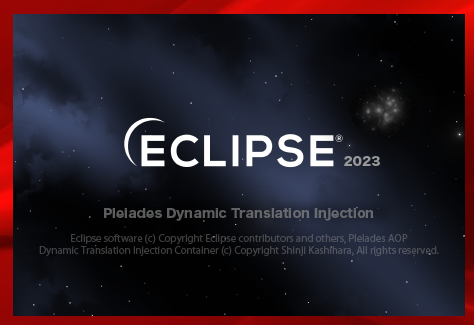 ECLIPSE® 2023
Pleiades Dynamic Translation Injection
Eclipse software (c) Copyright Eclipse contributors and others, Pleiades AOP
Dynamic Translation Injection Container (c) Copyright Shinji Kashihara, All rights reserved.